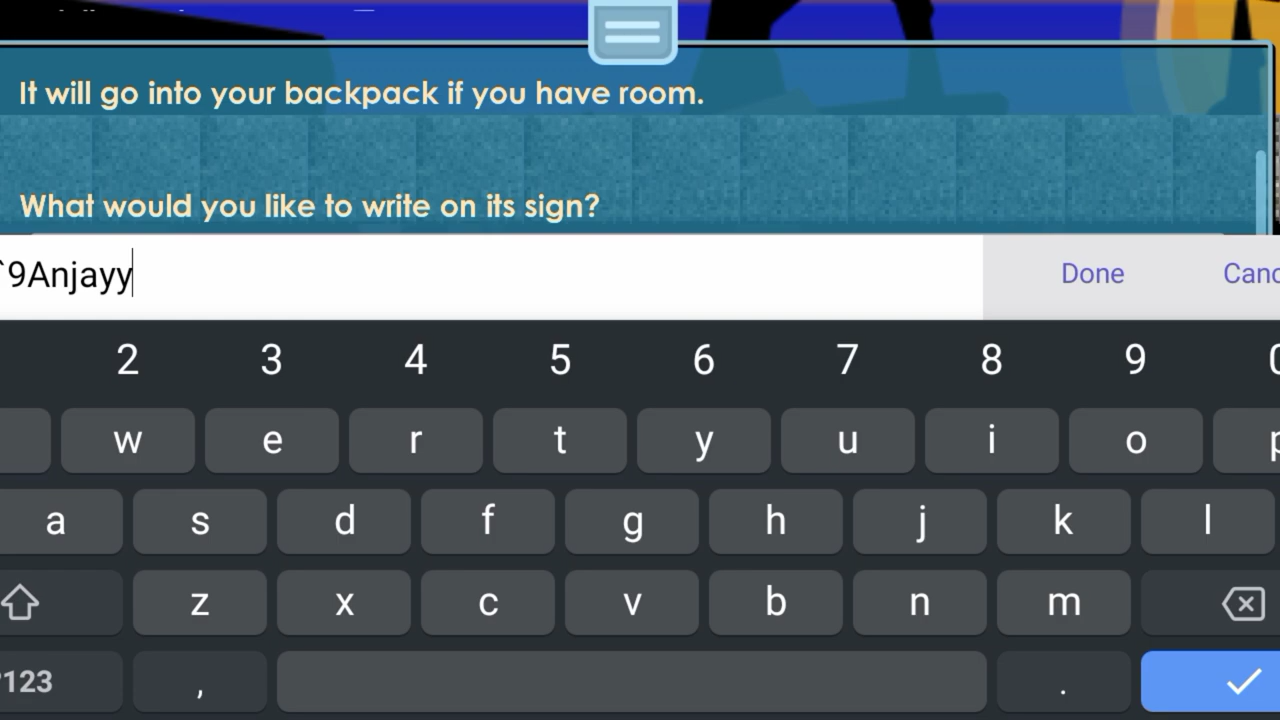 It will go into your backpack if you have room.
What would you like to write on its sign?
`9Anjayy
Done
2 3 4 5 6 7 8 9
w e r t y u i o p
a s d f g h j k l
z x c v b n m
123 , .